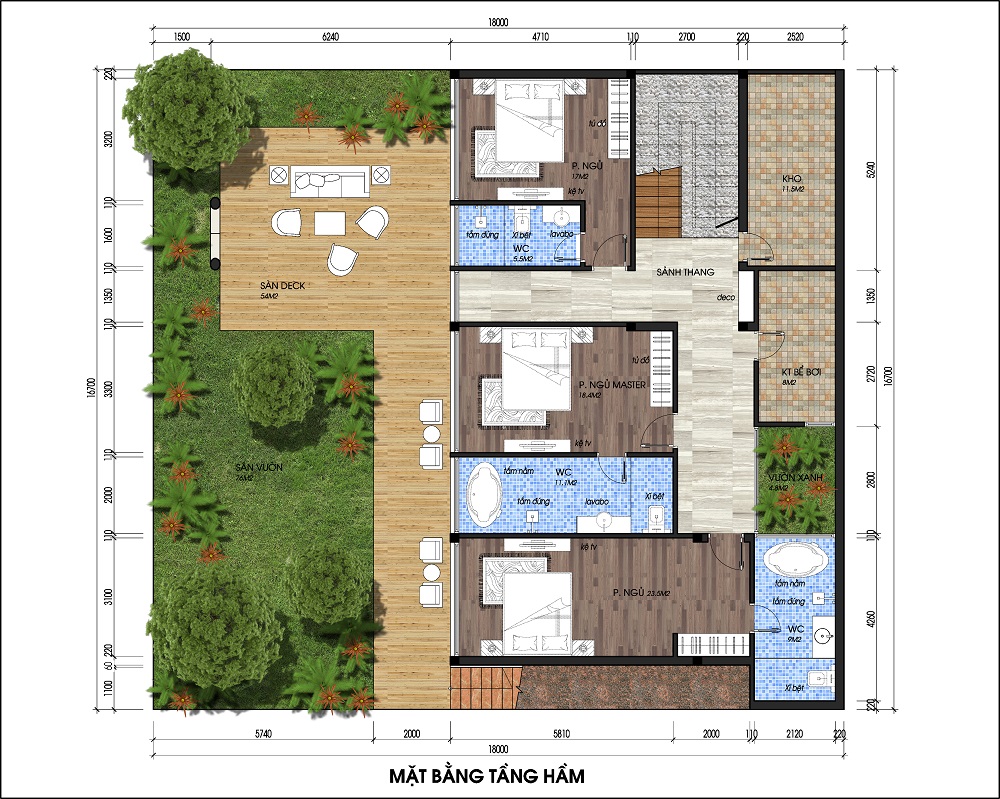 18000
1500 6240 4710 110 2700 220 2520
220
3200
110
1600
110
1350
110
3300
110
2000
110
3100
220
60
1100
16700
5240
1350
2720
2800
110
4260
220
16700
tủ đồ
P. NGỦ
17M2
kệ tv
KHO
11.5M2
tắm đứng
Xí bệt
lavabo
WC
5.5M2
SẢNH THANG
deco
SÀN DECK
54M2
tủ đồ
P. NGỦ MASTER
18.4M2
kệ tv
KT BỂ BƠI
8M2
SÂN VƯỜN
76M2
tắm nằm
WC
11.1M2
tắm đứng
lavabo
Xí bệt
VƯỜN XANH
4.8M2
kệ tv
P. NGỦ 23.5M2
tắm nằm
tắm đứng
WC
9M2
Xí bệt
5740 2000 5810 2000 110 2120 220
18000
MẶT BẰNG TẦNG HẦM